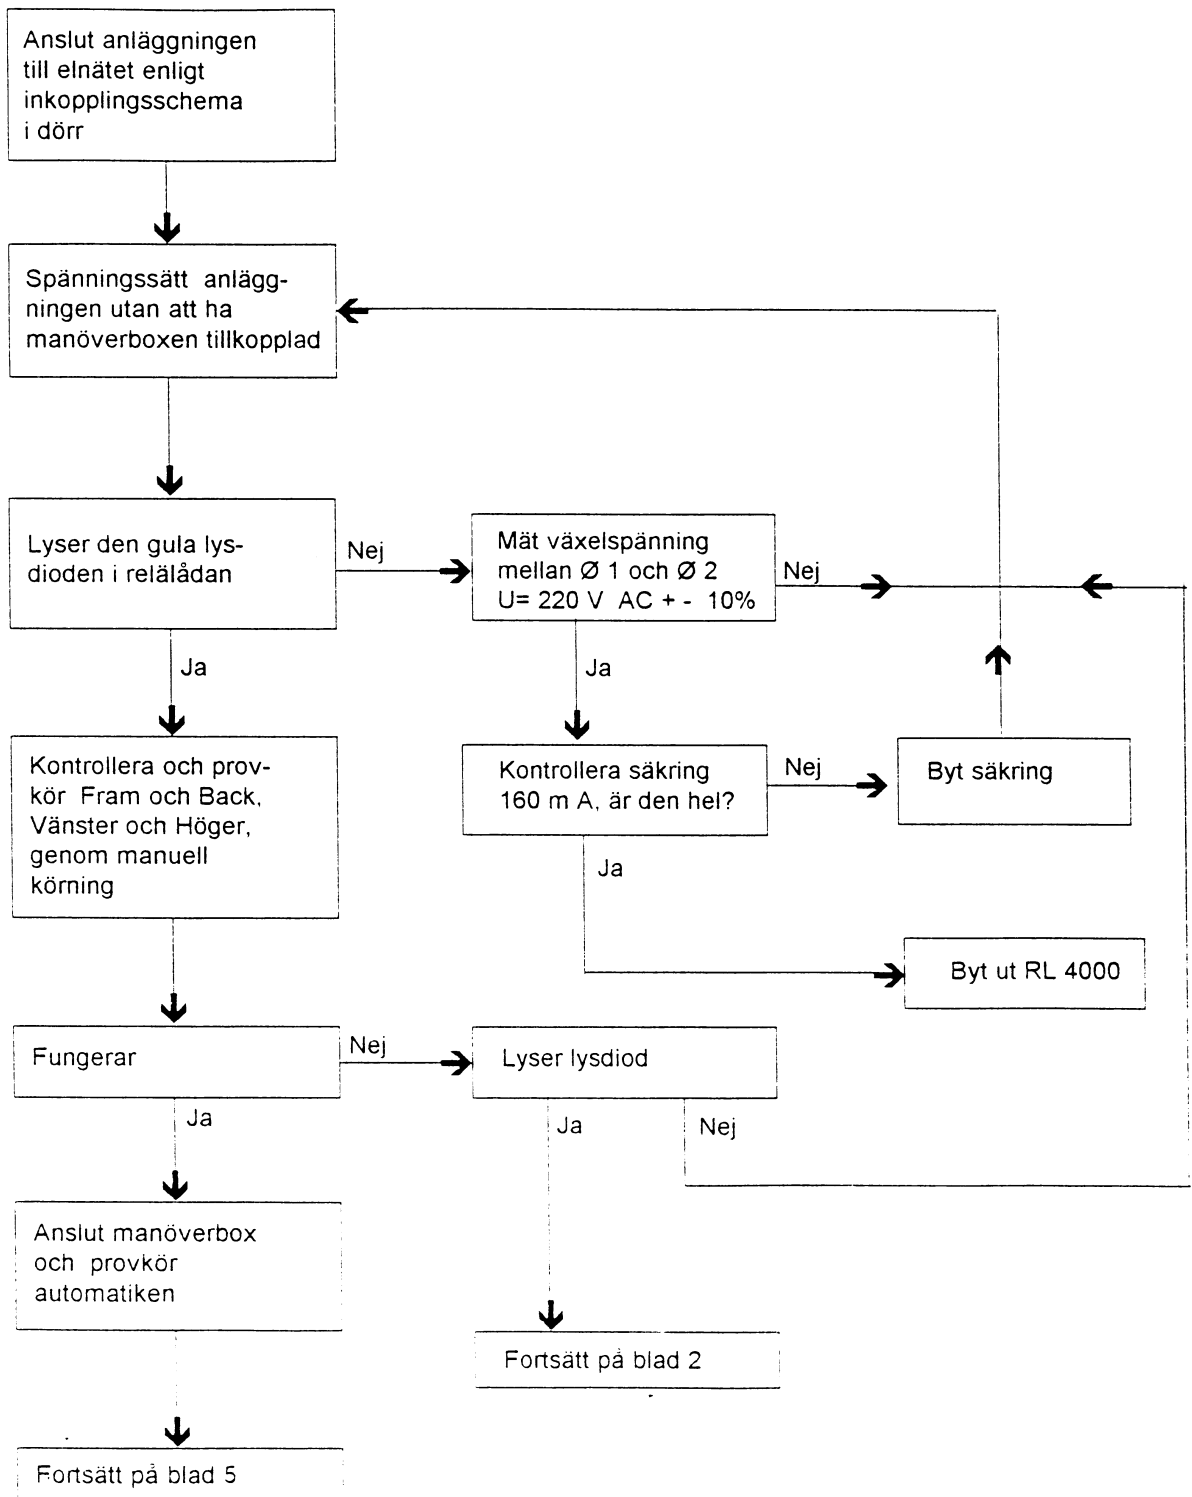 Anslut anläggningen
till elnätet enligt
inkopplingsschema
i dörr
Spänningssätt anlägg-
ningen utan att ha
manöverboxen tillkopplad
Lyser den gula lys-
dioden i relälådan
Nej
Mät växelspänning
mellan Ø 1 och Ø 2
U= 220 V AC + - 10%
Nej
Ja
Ja
Kontrollera och prov-
kör Fram och Back,
Vänster och Höger,
genom manuell
körning
Kontrollera säkring
160 m A, är den hel?
Nej
Byt säkring
Ja
Byt ut RL 4000
Fungerar
Nej
Lyser lysdiod
Ja
Ja
Nej
Anslut manöverbox
och provkör
automatiken
Fortsätt på blad 2
Fortsätt på blad 5